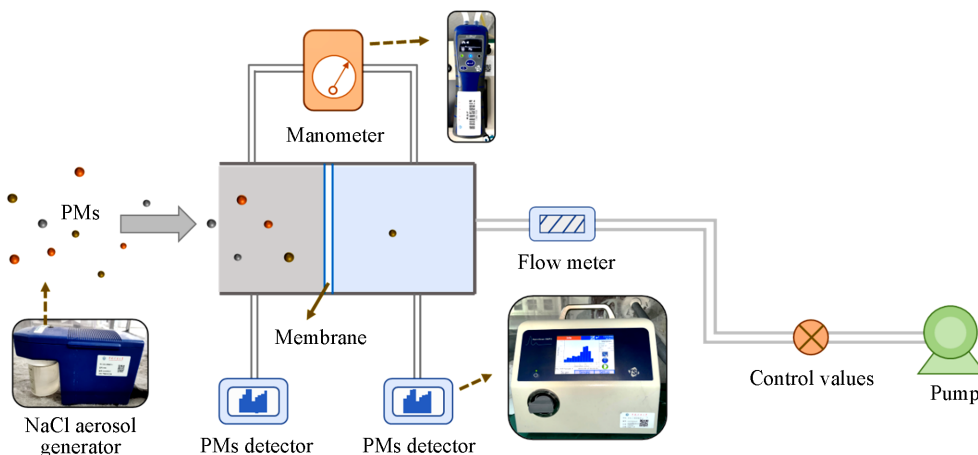 Manometer
PMs
Flow meter
Membrane
Control values
Pump
NaCl aerosol
generator
PMs detector
PMs detector